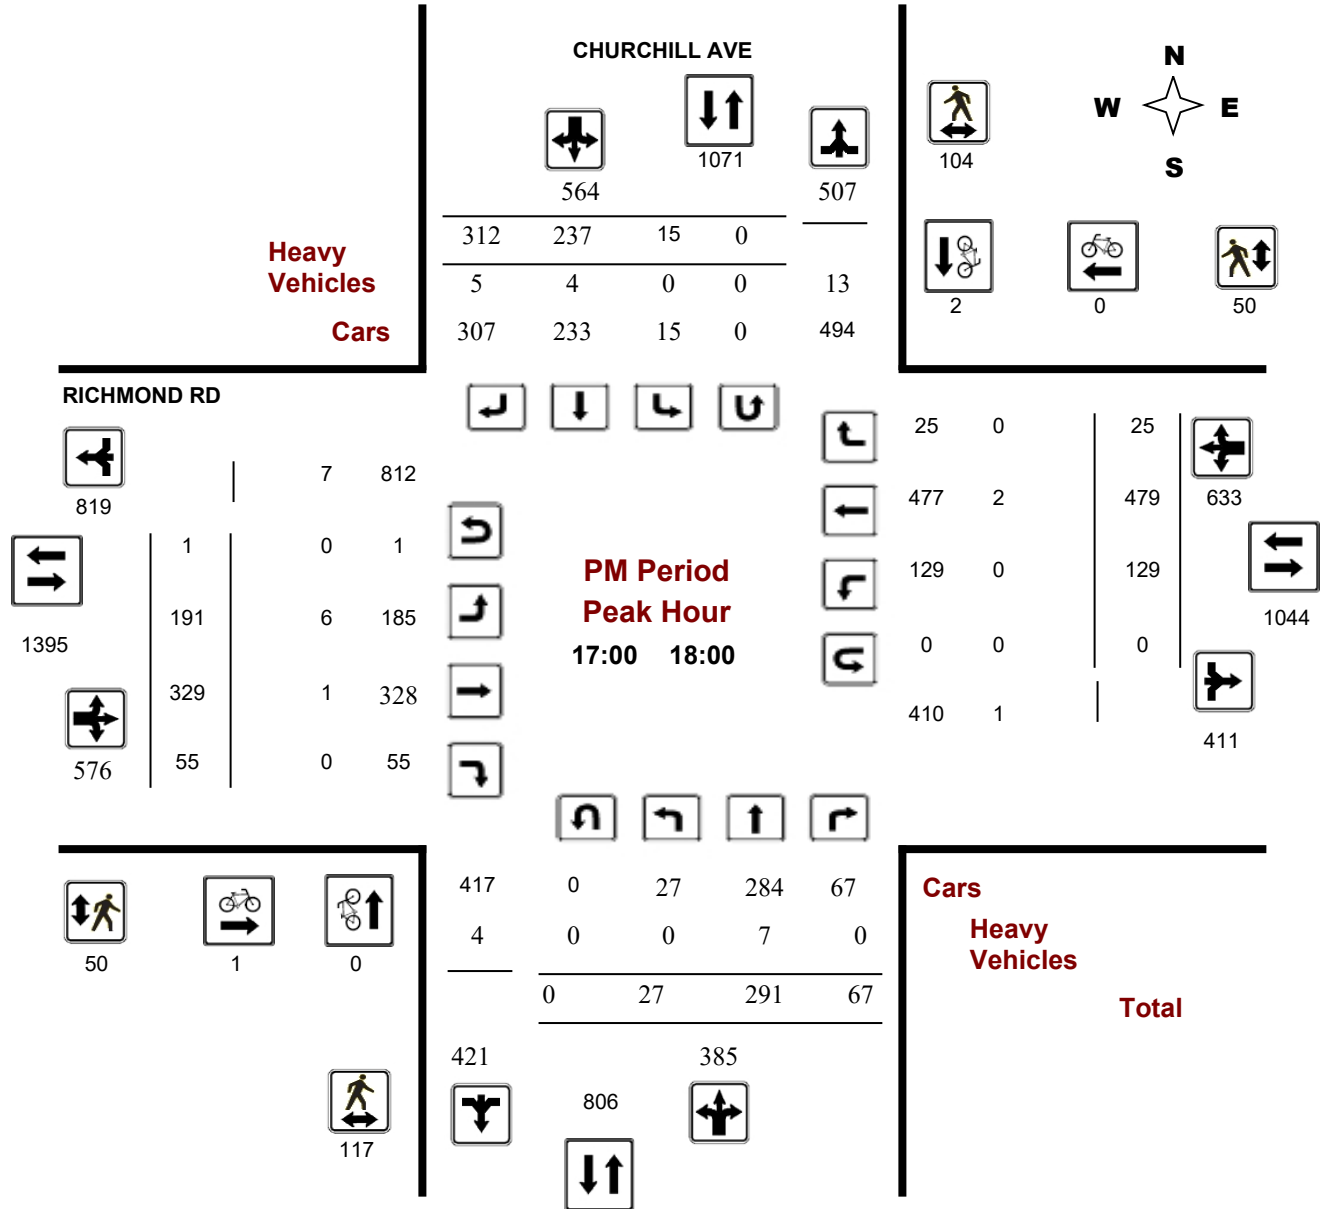 CHURCHILL AVE
N
W E
S
1071
104
564 507
312 237 15 0
Heavy
Vehicles
5 4 0 0 13
2 0 50
Cars
307 233 15 0 494
RICHMOND RD
25 0 25
7 812
819
477 2 479 633
1 0 1
PM Period
129 0 129
Peak Hour
191 6 185
1044
1395
17:00 18:00
0 0 0
329 1 328
410 1
411
576 55 0 55
417 0 27 284 67
Cars
4 0 0 7 0
Heavy
Vehicles
50 1 0
0 27 291 67
Total
421 385
806
117